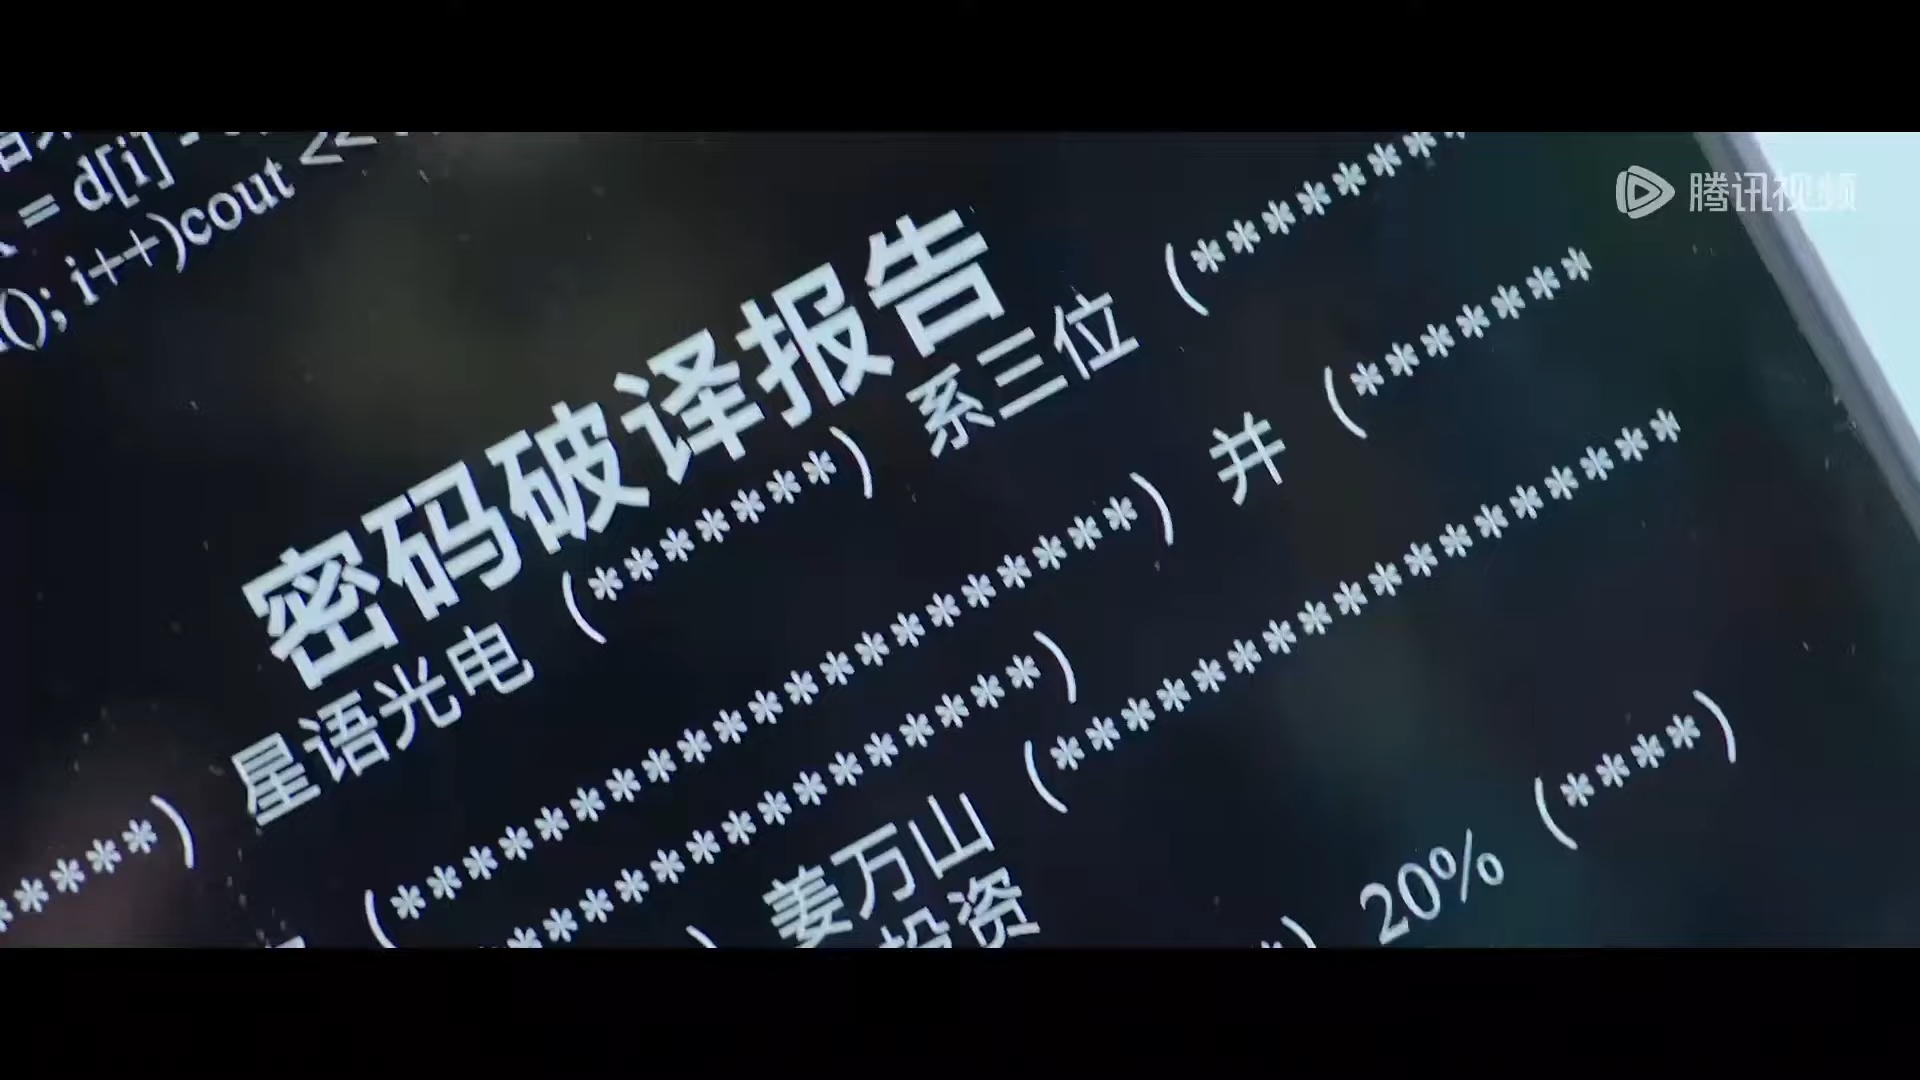 = d[i]
(); i++)cout <<
腾讯视频
密码破译报告
*****) 星语光电 (*******) 系三位 (********
(*********************) 并 (*******
****************)
姜万山 (******************
投资
*) 20% (****)